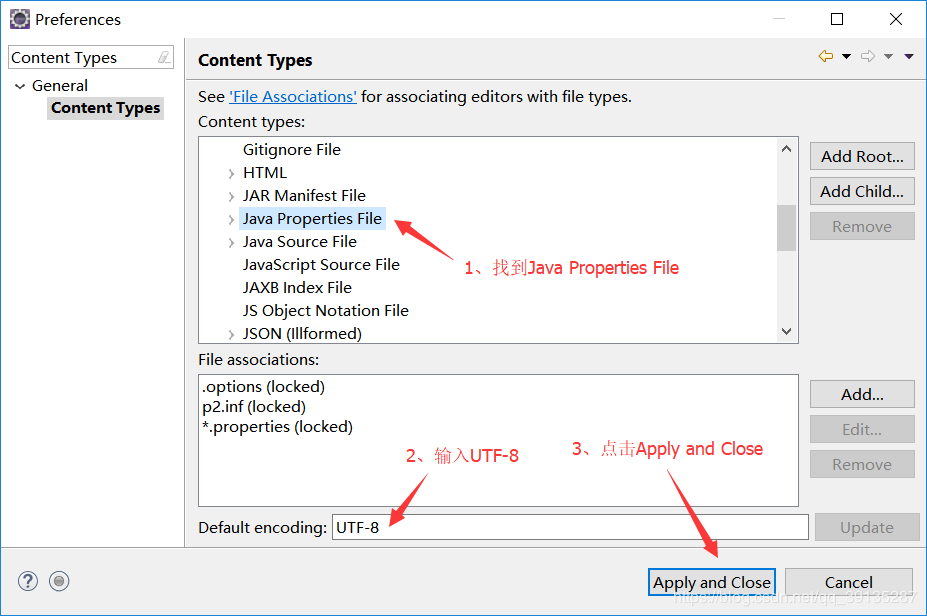 Preferences
Content Types
General
Content Types
Content Types
See 'File Associations' for associating editors with file types.
Content types:
Gitignore File
HTML
JAR Manifest File
Java Properties File
Java Source File
JavaScript Source File
JAXB Index File
JS Object Notation File
JSON (Illformed)
Add Root...
Add Child...
Remove
1、找到Java Properties File
File associations:
.options (locked)
p2.inf (locked)
*.properties (locked)
Add...
Edit...
Remove
2、输入UTF-8
3、点击Apply and Close
Default encoding: UTF-8 Update
Apply and Close Cancel
https://blog.csdn.net/qq_39135287